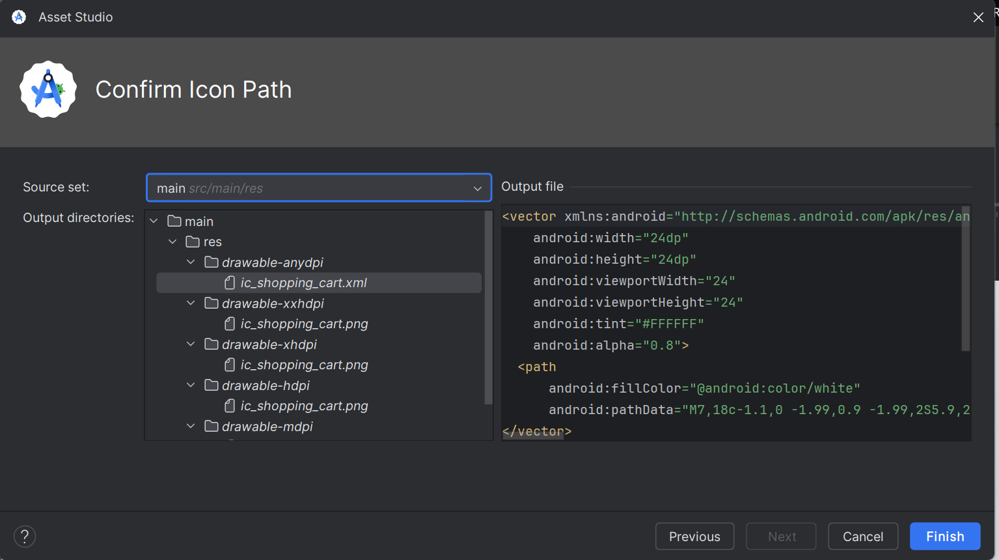 Asset Studio
Confirm Icon Path
Source set:
main src/main/res
Output directories:
main
res
drawable-anydpi
ic_shopping_cart.xml
drawable-xxhdpi
ic_shopping_cart.png
drawable-xhdpi
ic_shopping_cart.png
drawable-hdpi
ic_shopping_cart.png
drawable-mdpi
Output file
<vector xmlns:android="http://schemas.android.com/apk/res/an
android:width="24dp"
android:height="24dp"
android:viewportWidth="24"
android:viewportHeight="24"
android:tint="#FFFFFF"
android:alpha="0.8">
<path
android:fillColor="@android:color/white"
android:pathData="M7,18c-1.1,0 -1.99,0.9 -1.99,2S5.9,2
</vector>
?
Previous
Next
Cancel
Finish